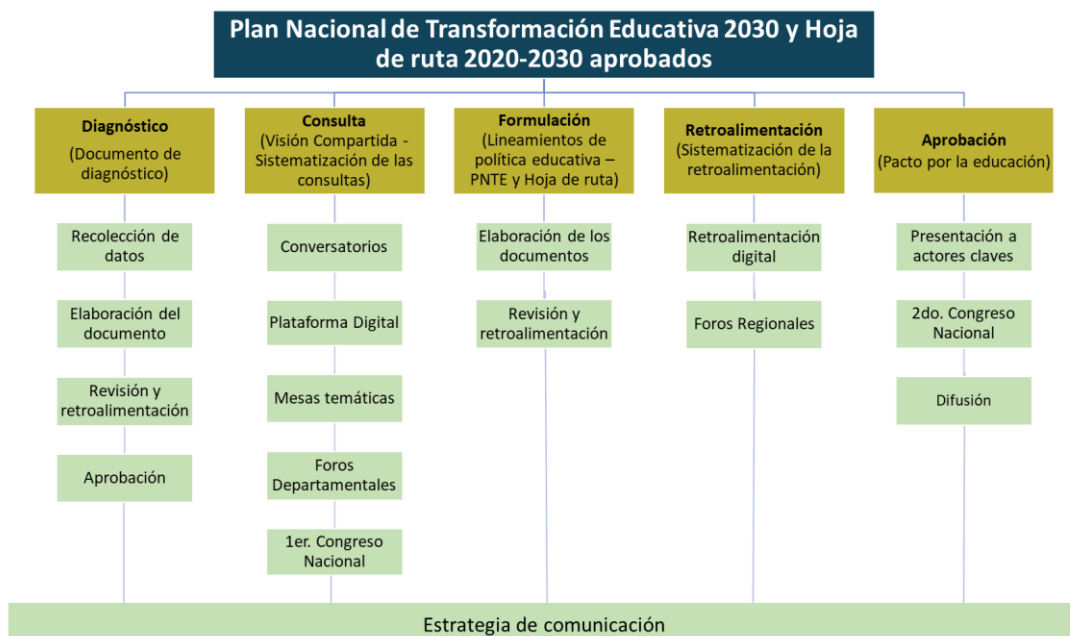 Plan Nacional de Transformación Educativa 2030 y Hoja
de ruta 2020-2030 aprobados
Diagnóstico
(Documento de
diagnóstico)
Recolección de
datos
Elaboración del
documento
Revisión y
retroalimentación
Aprobación
Consulta
(Visión Compartida -
Sistematización de las
consultas)
Conversatorios
Plataforma Digital
Mesas temáticas
Foros
Departamentales
1er. Congreso
Nacional
Formulación
(Lineamientos de
política educativa –
PNTE y Hoja de ruta)
Elaboración de los
documentos
Revisión y
retroalimentación
Retroalimentación
(Sistematización de la
retroalimentación)
Retroalimentación
digital
Foros Regionales
Aprobación
(Pacto por la educación)
Presentación a
actores claves
2do. Congreso
Nacional
Difusión
Estrategia de comunicación